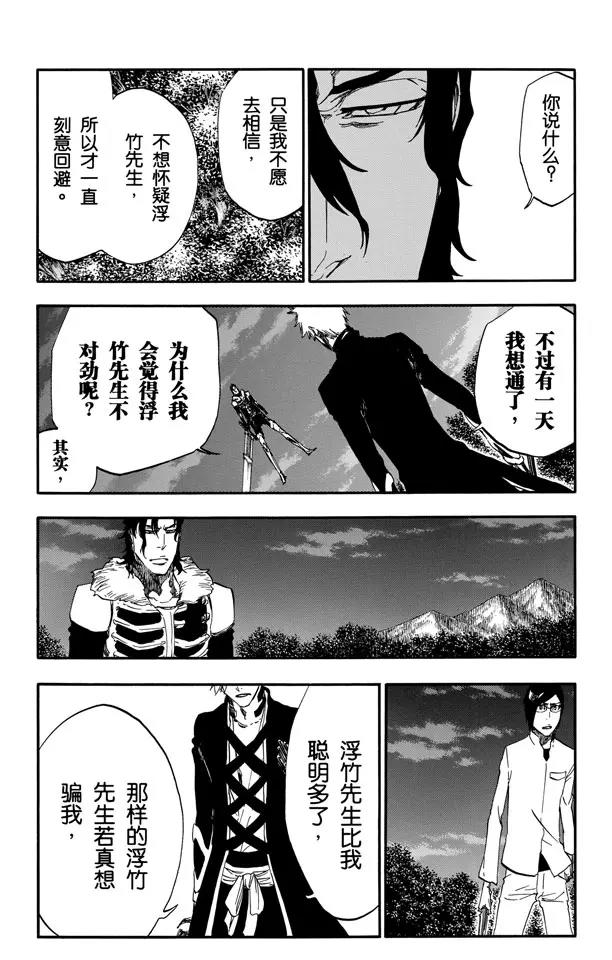 你说什么？
只是我不愿
去相信，
不想怀疑浮
竹先生，
所以才一直
刻意回避。
不过有一天
我想通了，
为什么我
会觉得浮
竹先生不
对劲呢？
其实，
浮竹先生比我
聪明多了，
那样的浮竹
先生若真想
骗我，